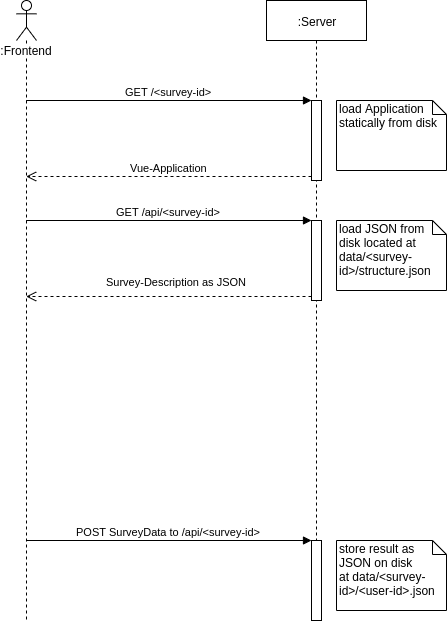 :Frontend
:Server
GET /<survey-id>
load Application
statically from disk
Vue-Application
GET /api/<survey-id>
load JSON from
disk located at
data/<survey-
id>/structure.json
Survey-Description as JSON
POST SurveyData to /api/<survey-id>
store result as
JSON on disk
at data/<survey-
id>/<user-id>.json